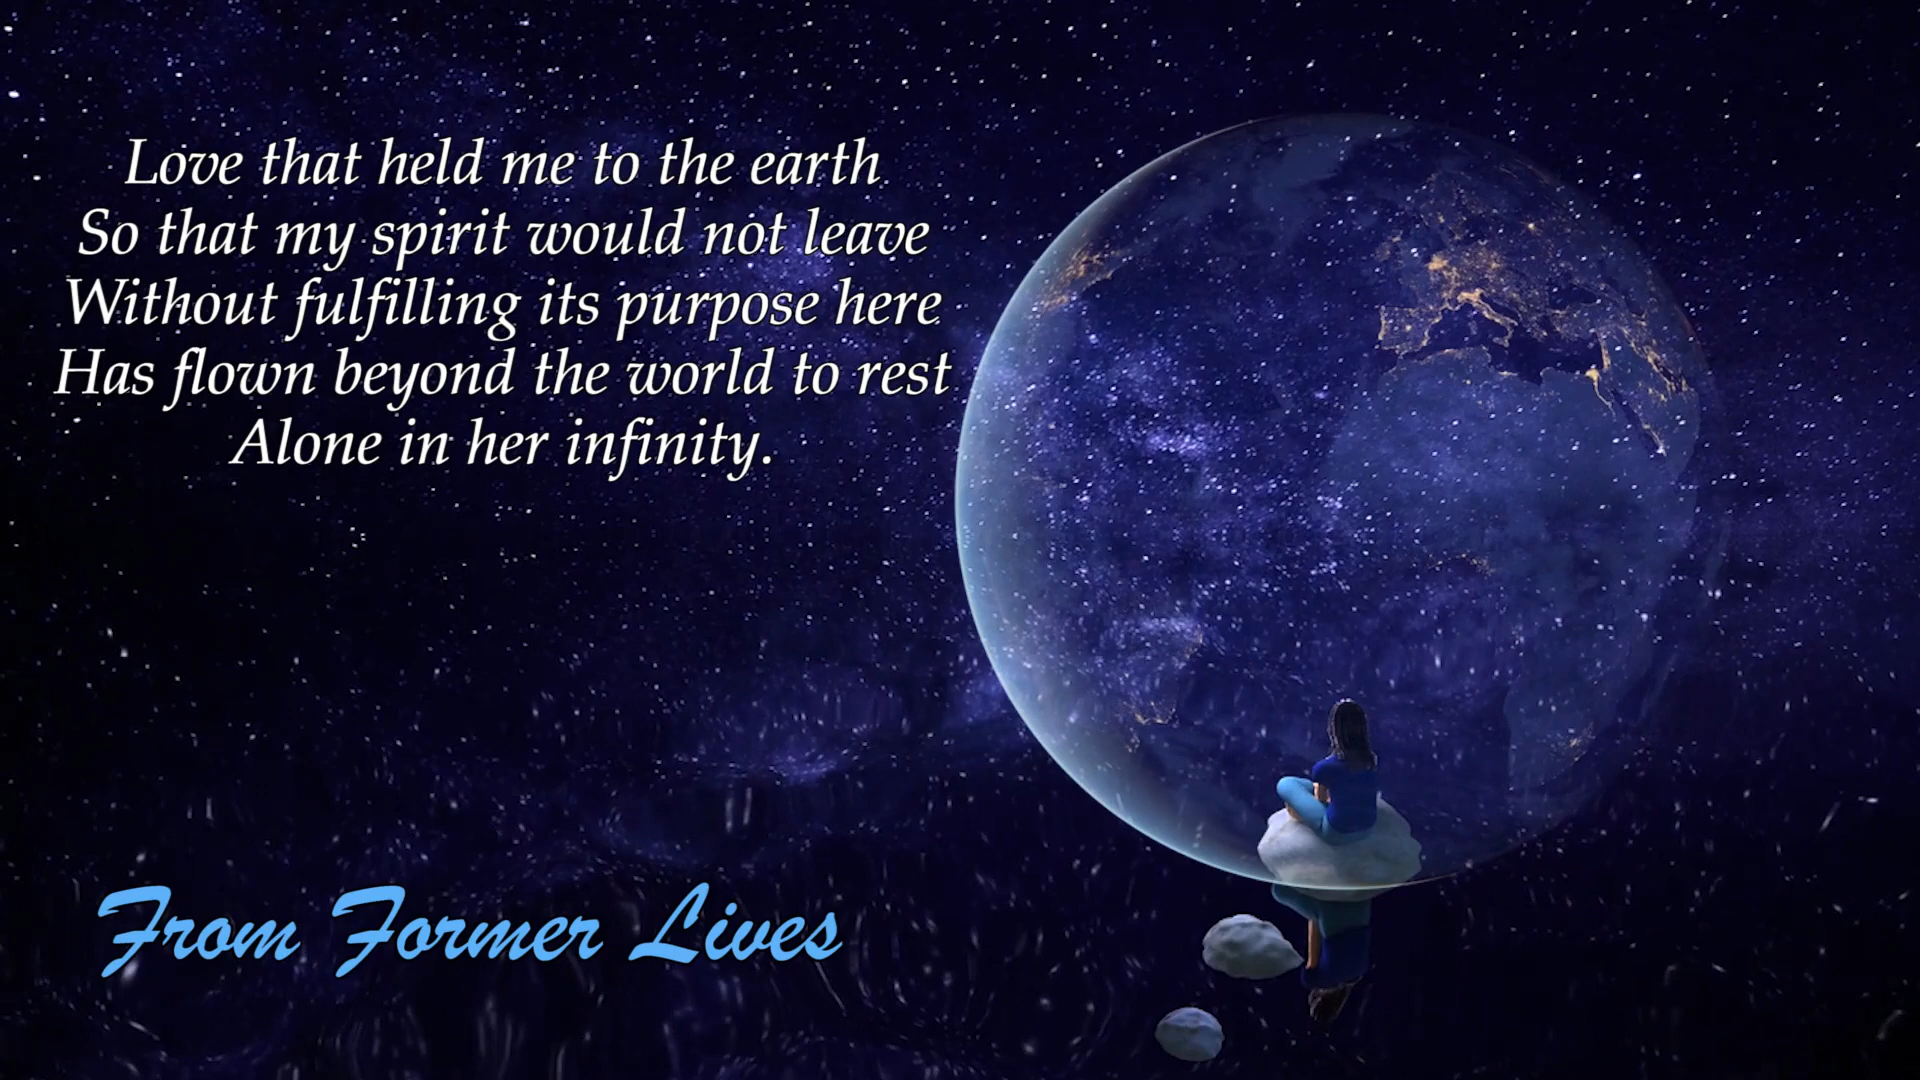 Love that held me to the earth
So that my spirit would not leave
Without fulfilling its purpose here
Has flown beyond the world to rest
Alone in her infinity.
From Former Lives